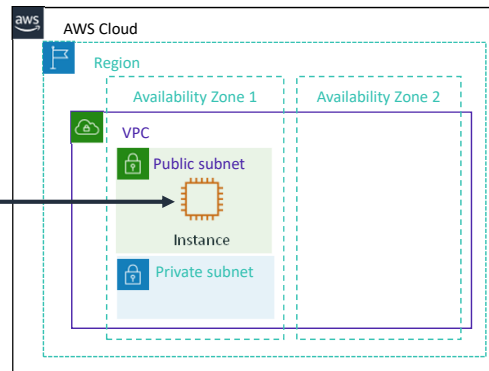 aws
AWS Cloud
Region
Availability Zone 1
Availability Zone 2
VPC
Public subnet
Instance
Private subnet